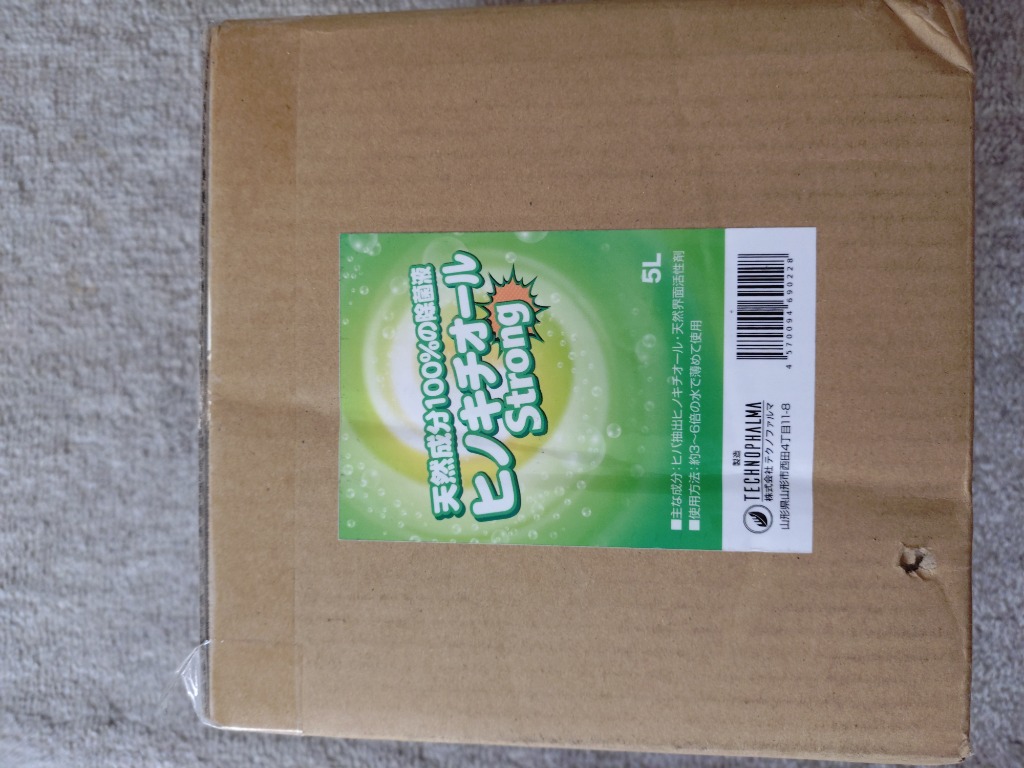 天然成分100%の除菌液
ヒノキチオール
Strong
5L
■主な成分:ヒバ抽出ヒノキチオール・天然界面活性剤
■使用方法:約3~6倍の水で薄めて使用
製造
TECHNOPHALMA
株式会社 テクノファルマ
山形県山形市西田4丁目11-8
4 570094 690228